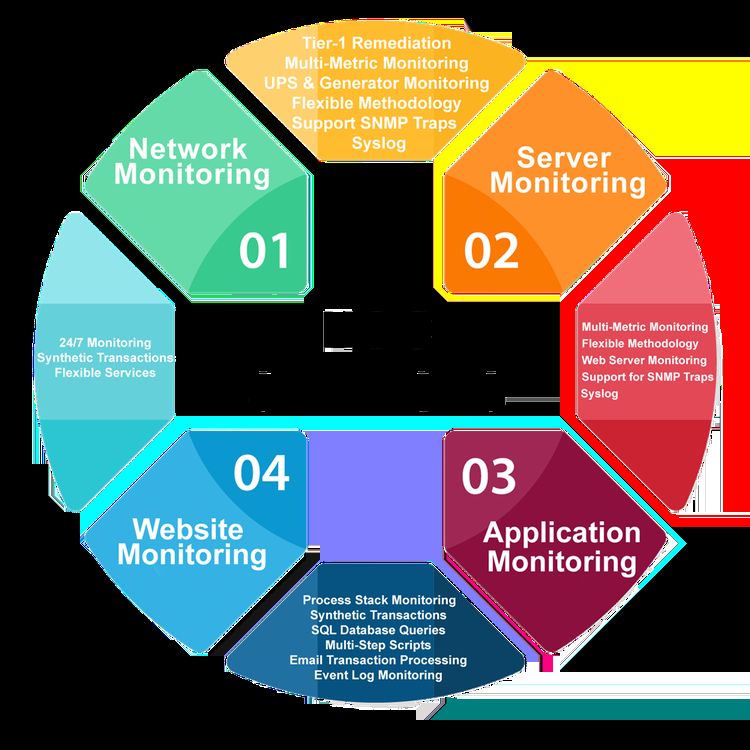 Tier-1 Remediation
Multi-Metric Monitoring
UPS & Generator Monitoring
Flexible Methodology
Support SNMP Traps
Syslog
Network
Monitoring
01
Server
Monitoring
02
24/7 Monitoring
Synthetic Transactions
Flexible Services
Multi-Metric Monitoring
Flexible Methodology
Web Server Monitoring
Support for SNMP Traps
Syslog
04
Website
Monitoring
03
Application
Monitoring
Process Stack Monitoring
Synthetic Transactions
SQL Database Queries
Multi-Step Scripts
Email Transaction Processing
Event Log Monitoring